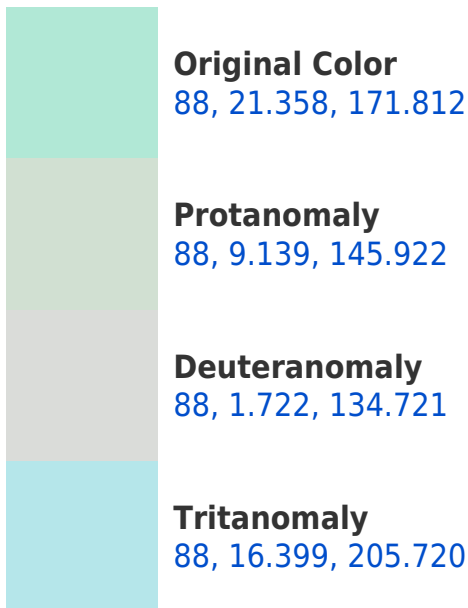 Original Color
88, 21.358, 171.812
Protanomaly
88, 9.139, 145.922
Deuteranomaly
88, 1.722, 134.721
Tritanomaly
88, 16.399, 205.720